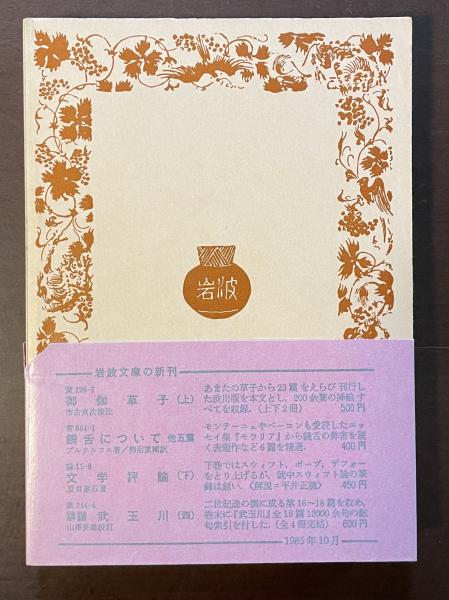 岩波
岩波文庫の新刊
黄126-1
御伽草子(上)
市古貞次校注
あまたの草子から23篇をえらび刊行し
た渋川版を本文とし,200余葉の挿絵す
べてを収録.(上下2冊) 500円
青664-1
饒舌について 他五篇
プルタルコス著/柳沼重剛訳
モンテーニュやベーコンも愛読したエッ
セイ集『モラリア』から饒舌の弊害を説
く表題作など6篇を精選. 400円
緑11-8
文学評論(下)
夏目漱石著
下巻ではスウィフト,ポープ,デフォー
をとり上げるが,就中スウィフト論の蒙
録は鋭い.〈解説=平井正穂〉 450円
黄244-4
誹諧 武玉川(四)
山澤英雄校訂
二世紀逸の撰に成る第16~18篇を収め,
巻末に『武玉川』全18篇12000余句の総
句索引を付した.(全4冊完結) 600円
1985年10月